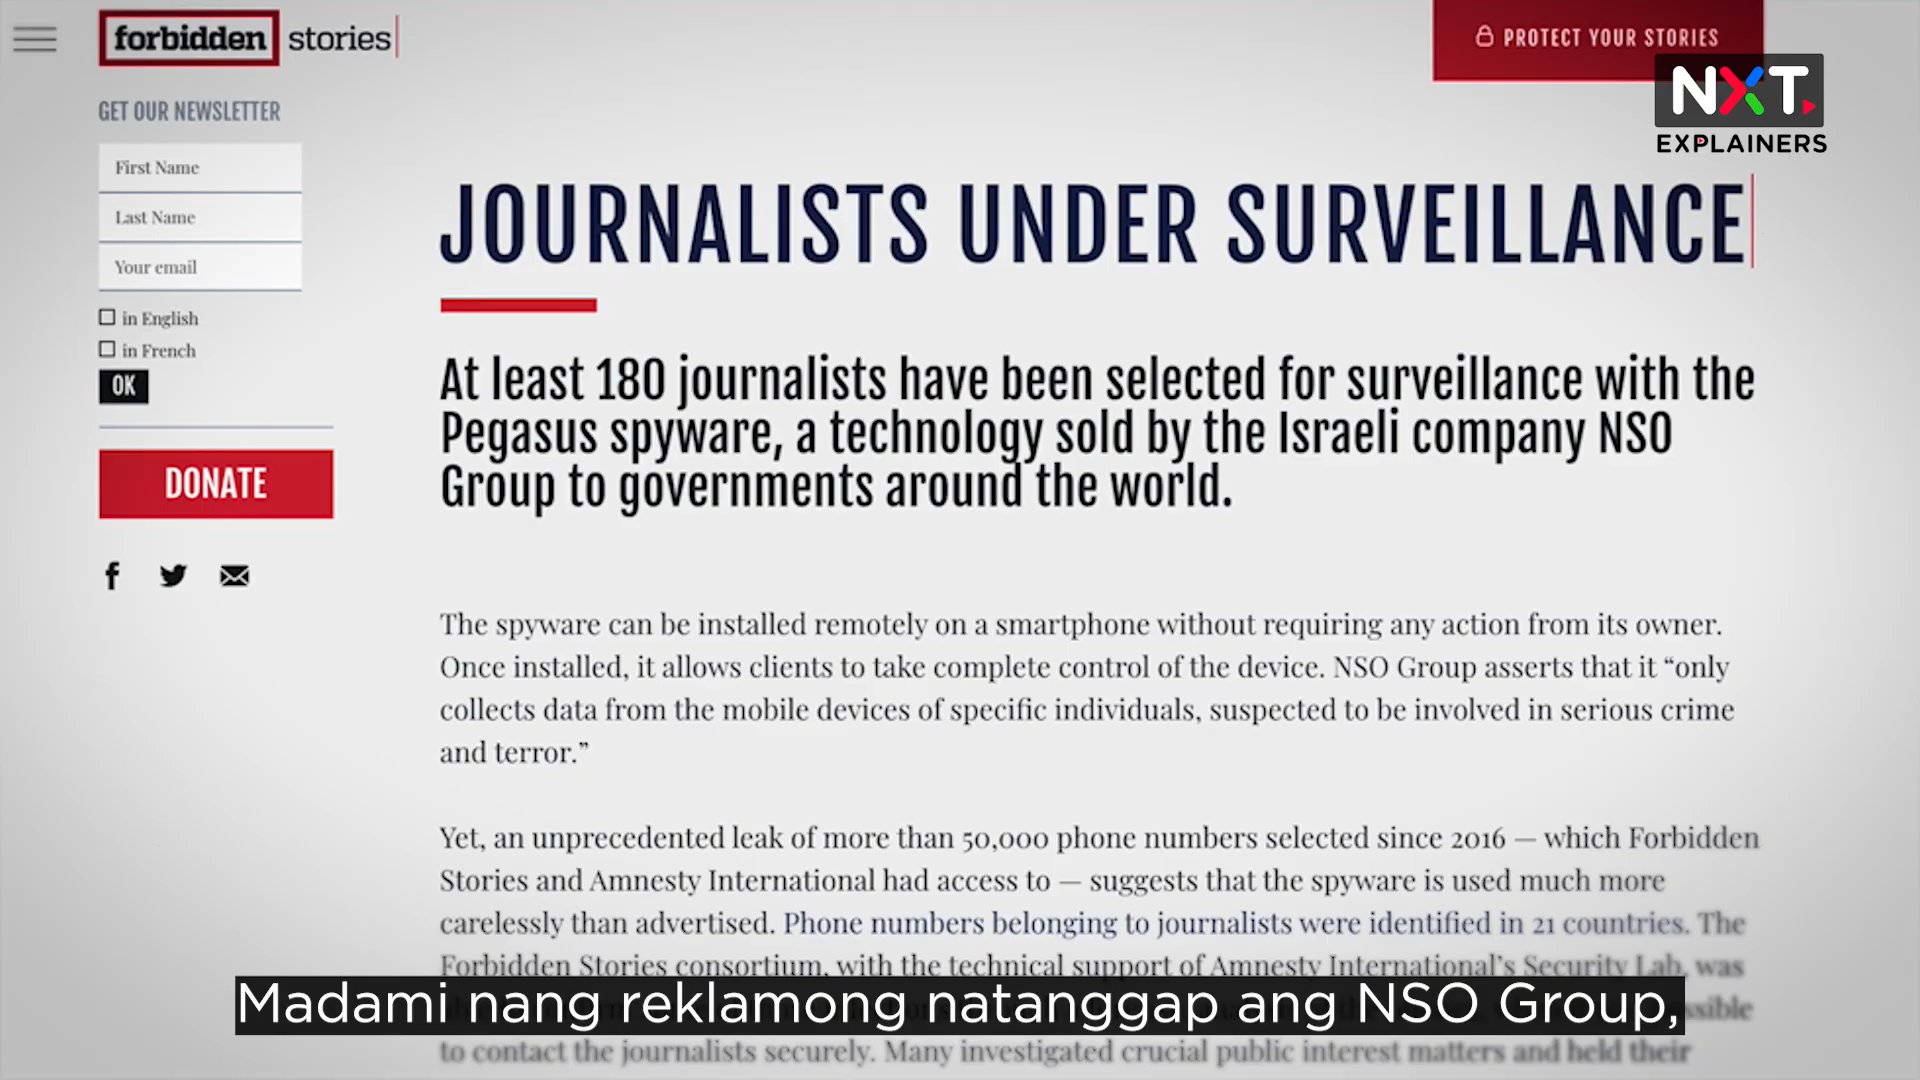 forbidden stories
PROTECT YOUR STORIES
NXT
EXPLAINERS
GET OUR NEWSLETTER
First Name
Last Name
Your email
in English
in French
OK
DONATE
JOURNALISTS UNDER SURVEILLANCE
At least 180 journalists have been selected for surveillance with the
Pegasus spyware, a technology sold by the Israeli company NSO
Group to governments around the world.
The spyware can be installed remotely on a smartphone without requiring any action from its owner.
Once installed, it allows clients to take complete control of the device. NSO Group asserts that it “only
collects data from the mobile devices of specific individuals, suspected to be involved in serious crime
and terror.”
Yet, an unprecedented leak of more than 50,000 phone numbers selected since 2016 — which Forbidden
Stories and Amnesty International had access to — suggests that the spyware is used much more
carelessly than advertised. Phone numbers belonging to journalists were identified in 21 countries. The
Forbidden Stories consortium, with the technical support of Amnesty International’s Security Lab, was
Madami nang reklamong natanggap ang NSO Group,
to contact the journalists securely. Many investigated crucial public interest matters and held their